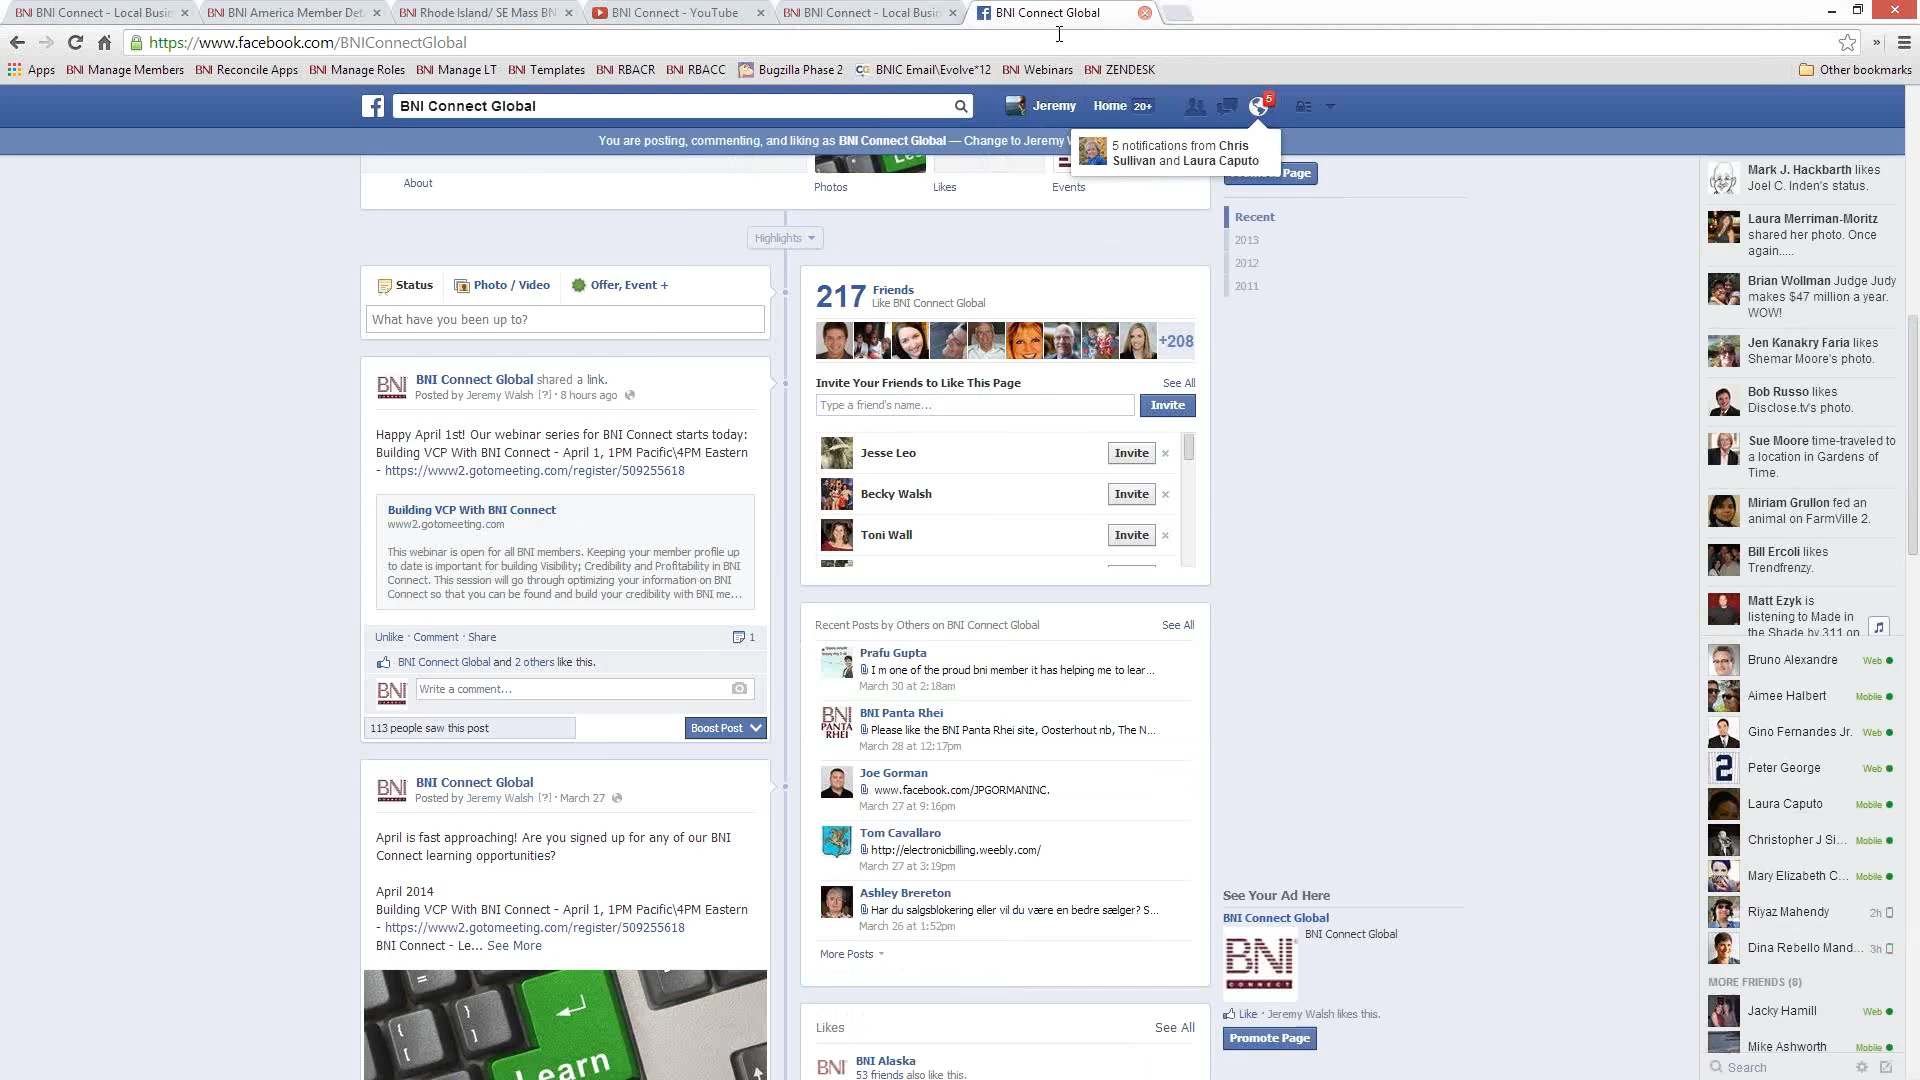 BNI BNI Connect - Local Busin
BNI BNI America Member Det
BNI Rhode Island/ SE Mass BN
BNI Connect - YouTube
BNI BNI Connect - Local Busin
BNI Connect Global
https://www.facebook.com/BNIConnectGlobal
Apps
BNI Manage Members
BNI Reconcile Apps
BNI Manage Roles
BNI Manage LT
BNI Templates
BNI RBACR
BNI RBACC
Bugzilla Phase 2
BNIC Email\Evolve*12
BNI Webinars
BNI ZENDESK
Other bookmarks
BNI Connect Global
Jeremy
Home 20+
5
You are posting, commenting, and liking as BNI Connect Global — Change to Jeremy W
5 notifications from Chris
Sullivan and Laura Caputo
Page
About
Photos
Likes
Events
Highlights
Recent
2013
2012
2011
Status
Photo / Video
Offer, Event +
What have you been up to?
BNI Connect Global shared a link.
Posted by Jeremy Walsh [?] · 8 hours ago
Happy April 1st! Our webinar series for BNI Connect starts today:
Building VCP With BNI Connect - April 1, 1PM Pacific\4PM Eastern
- https://www2.gotomeeting.com/register/509255618
Building VCP With BNI Connect
www2.gotomeeting.com
This webinar is open for all BNI members. Keeping your member profile up
to date is important for building Visibility; Credibility and Profitability in BNI
Connect. This session will go through optimizing your information on BNI
Connect so that you can be found and build your credibility with BNI me...
Unlike · Comment · Share
1
BNI Connect Global and 2 others like this.
BNI
Write a comment...
113 people saw this post
Boost Post
BNI Connect Global
Posted by Jeremy Walsh [?] · March 27
April is fast approaching! Are you signed up for any of our BNI
Connect learning opportunities?
April 2014
Building VCP With BNI Connect - April 1, 1PM Pacific\4PM Eastern
- https://www2.gotomeeting.com/register/509255618
BNI Connect - Le... See More
Learn
217 Friends
Like BNI Connect Global
+208
Invite Your Friends to Like This Page
See All
Type a friend's name...
Invite
Jesse Leo
Invite ×
Becky Walsh
Invite ×
Toni Wall
Invite ×
Recent Posts by Others on BNI Connect Global
See All
Prafu Gupta
I m one of the proud bni member it has helping me to lear...
March 30 at 2:18am
BNI PANTA RHEI
BNI Panta Rhei
Please like the BNI Panta Rhei site, Oosterhout nb, The N...
March 28 at 12:17pm
Joe Gorman
www.facebook.com/JPGORMANINC.
March 27 at 9:16pm
Tom Cavallaro
http://electronicbilling.weebly.com/
March 27 at 3:19pm
Ashley Brereton
Har du salgsblokering eller vil du være en bedre sælger? S...
March 26 at 1:52pm
More Posts
Likes
See All
BNI
BNI Alaska
53 friends also like this.
See Your Ad Here
BNI Connect Global
BNI CONNECT
BNI Connect Global
Like · Jeremy Walsh likes this.
Promote Page
Mark J. Hackbarth likes
Joel C. Inden's status.
Laura Merriman-Moritz
shared her photo. Once
again.....
Brian Wollman Judge Judy
makes $47 million a year.
WOW!
Jen Kanakry Faria likes
Shemar Moore's photo.
Bob Russo likes
Disclose.tv's photo.
Sue Moore time-traveled to
a location in Gardens of
Time.
Miriam Grullon fed an
animal on FarmVille 2.
Bill Ercoli likes
Trendfrenzy.
Matt Ezyk is
listening to Made in
the Shade by 311 on
Bruno Alexandre Web
Aimee Halbert Mobile
Gino Fernandes Jr. Web
2
Peter George Web
Laura Caputo Mobile
Christopher J Si... Mobile
Mary Elizabeth C... Mobile
Riyaz Mahendy 2h
Dina Rebello Mand... 3h
MORE FRIENDS (8)
Jacky Hamill Web
Mike Ashworth Mobile
Search